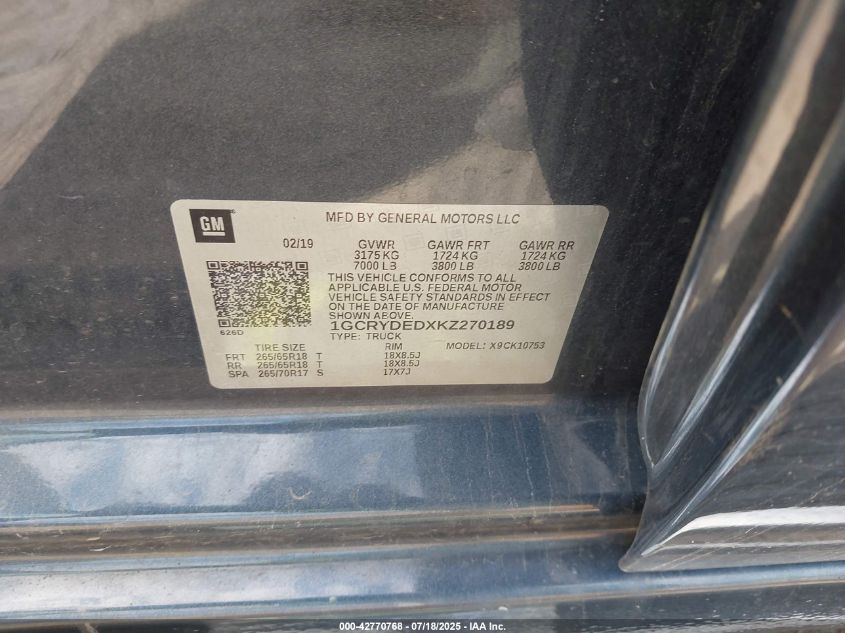 GM
MFD BY GENERAL MOTORS LLC
02/19 GVWR GAWR FRT GAWR RR
3175 KG 1724 KG 1724 KG
7000 LB 3800 LB 3800 LB
THIS VEHICLE CONFORMS TO ALL
APPLICABLE U.S. FEDERAL MOTOR
VEHICLE SAFETY STANDARDS IN EFFECT
ON THE DATE OF MANUFACTURE
SHOWN ABOVE.
626D
1GCRYDEDXKZ270189
TYPE: TRUCK MODEL: X9CK10753
TIRE SIZE RIM
FRT 265/65R18 T 18X8.5J
RR 265/65R18 T 18X8.5J
SPA 265/70R17 S 17X7J
000-42770768 - 07/18/2025 - IAA Inc.